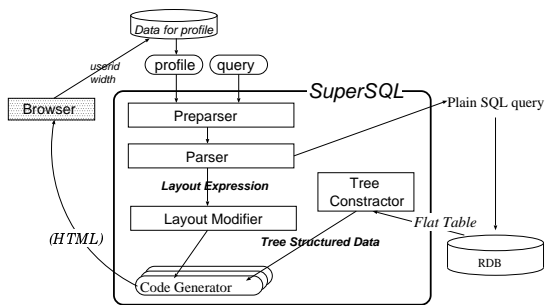 Data for profile
userid
width
profile
query
SuperSQL
Browser
Preparser
Plain SQL query
Parser
Layout Expression
Tree
Constractor
Layout Modifier
Flat Table
(HTML)
Tree Structured Data
RDB
Code Generator